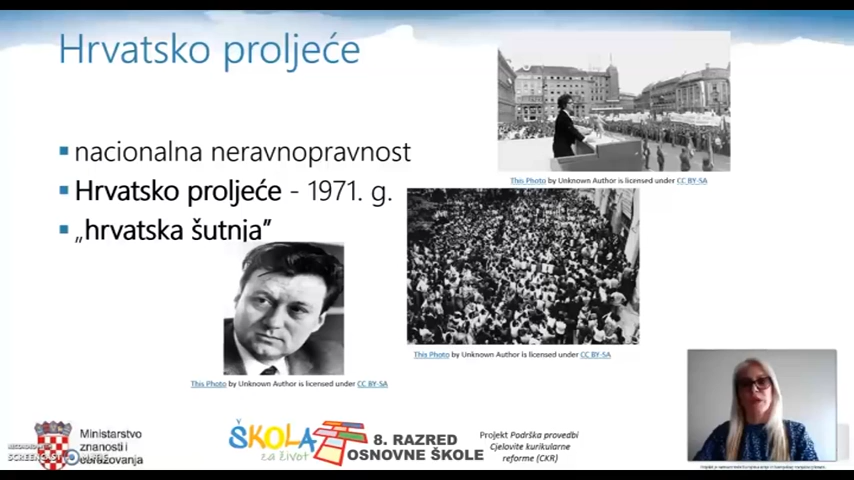 Hrvatsko proljeće
nacionalna neravnopravnost
Hrvatsko proljeće - 1971. g.
„hrvatska šutnja”
This Photo by Unknown Author is licensed under CC BY-SA
This Photo by Unknown Author is licensed under CC BY-SA
This Photo by Unknown Author is licensed under CC BY-SA
Ministarstvo
znanosti i
obrazovanja
ŠKOLA
za život
8. RAZRED
OSNOVNE ŠKOLE
Projekt Podrška provedbi
Cjelovite kurikularne
reforme (CKR)